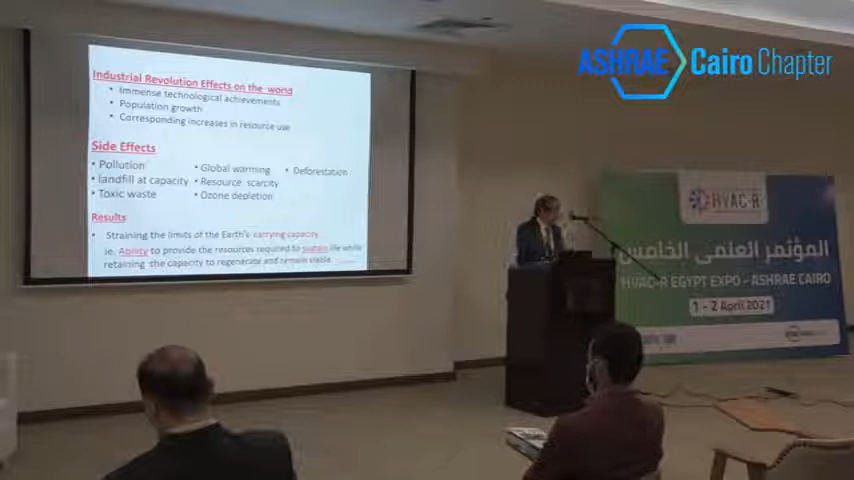 ASHRAE Cairo Chapter
Industrial Revolution Effects on the world
• Immense technological achievements
• Population growth
• Corresponding increases in resource use
Side Effects
• Pollution
• Global warming
• Deforestation
• landfill at capacity
• Resource scarcity
• Toxic waste
• Ozone depletion
Results
• Straining the limits of the Earth's carrying capacity
ie. Ability to provide the resources required to sustain life while
retaining the capacity to regenerate and remain viable.
HVAC-R
المؤتمر العلمى الخامس
HVAC-R EGYPT EXPO - ASHRAE CAIRO
1 - 2 April 2021